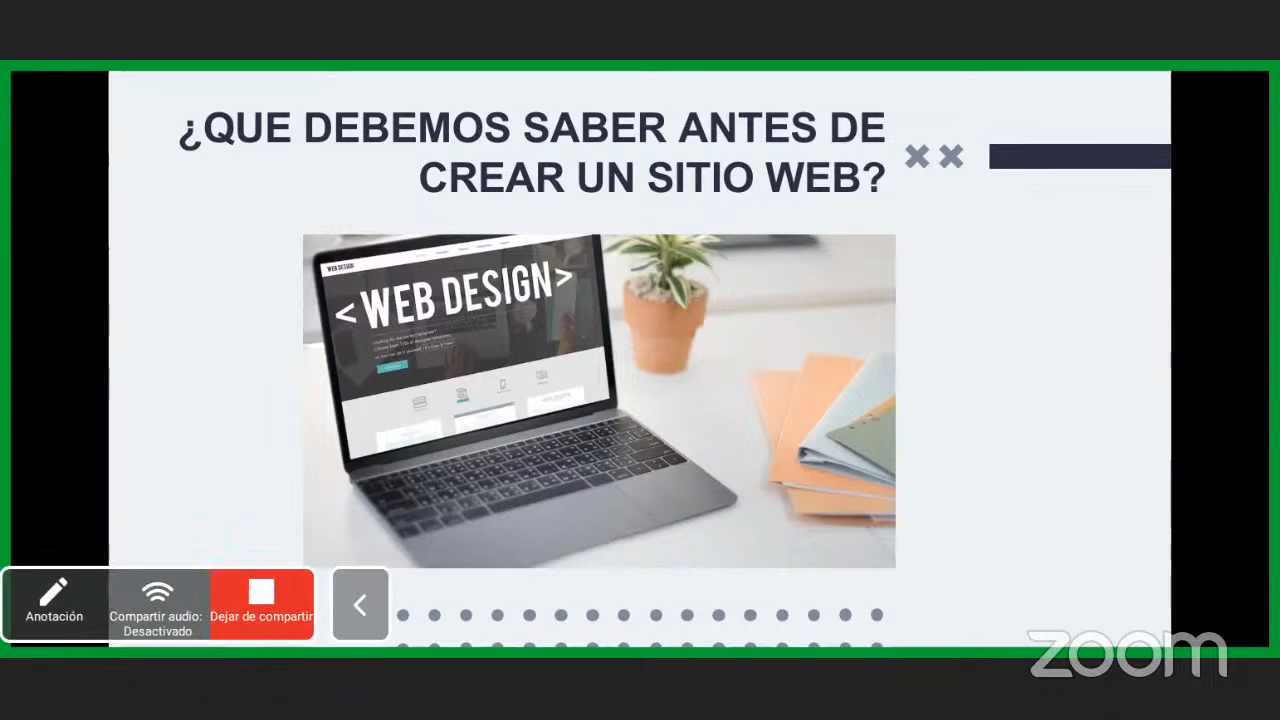 ¿QUE DEBEMOS SABER ANTES DE
CREAR UN SITIO WEB?
WEB DESIGN
< WEB DESIGN >
Anotación
Compartir audio:
Desactivado
Dejar de compartir
zoom